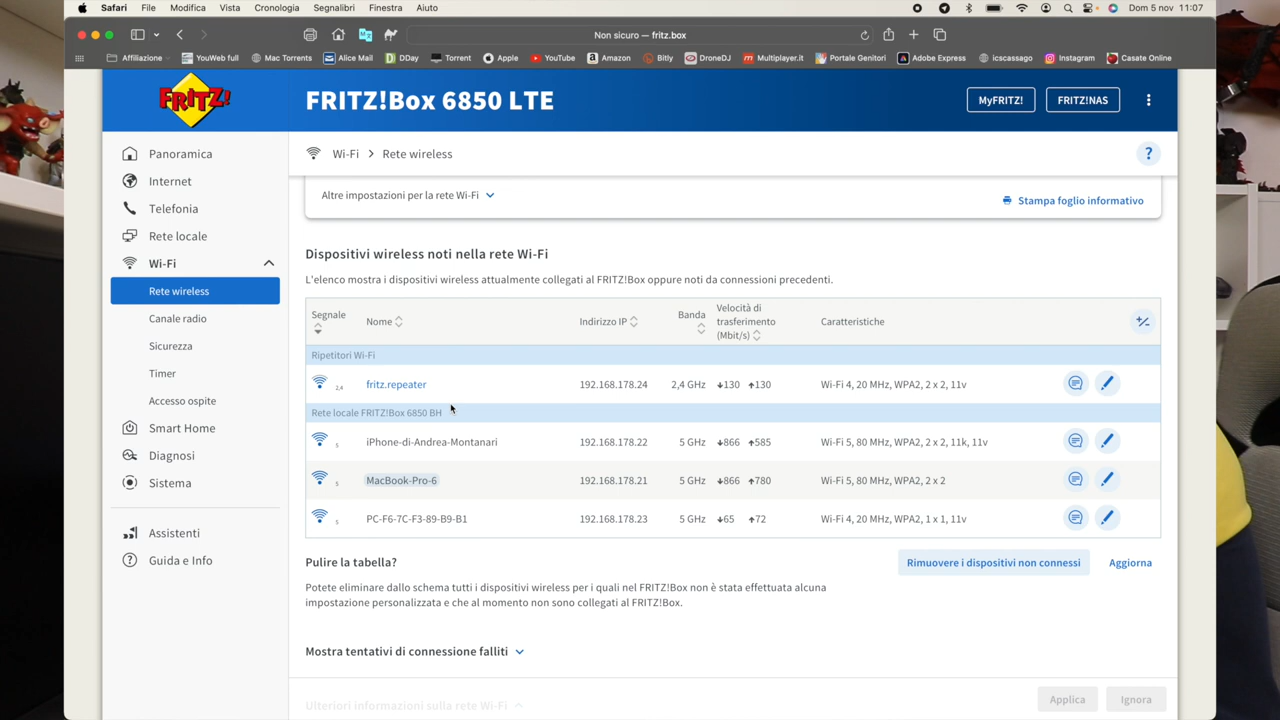 Safari File Modifica Vista Cronologia Segnalibri Finestra Aiuto Dom 5 nov 11:07
Non sicuro — fritz.box
Affiliazione YouWeb full Mac Torrents Alice Mail DDay Torrent Apple YouTube Amazon Bitly DroneDJ Multiplayer.it Portale Genitori Adobe Express icscassago Instagram Casate Online
FRITZ!
FRITZ!Box 6850 LTE
MyFRITZ! FRITZ!NAS
Panoramica
Internet
Telefonia
Rete locale
Wi-Fi
Rete wireless
Canale radio
Sicurezza
Timer
Accesso ospite
Smart Home
Diagnosi
Sistema
Assistenti
Guida e Info
Wi-Fi > Rete wireless ?
Altre impostazioni per la rete Wi-Fi
Stampa foglio informativo
Dispositivi wireless noti nella rete Wi-Fi
L'elenco mostra i dispositivi wireless attualmente collegati al FRITZ!Box oppure noti da connessioni precedenti.
Segnale Nome Indirizzo IP Banda Velocità di trasferimento (Mbit/s) Caratteristiche
Ripetitori Wi-Fi
2,4 fritz.repeater 192.168.178.24 2,4 GHz 130 130 Wi-Fi 4, 20 MHz, WPA2, 2 x 2, 11v
Rete locale FRITZ!Box 6850 BH
5 iPhone-di-Andrea-Montanari 192.168.178.22 5 GHz 866 585 Wi-Fi 5, 80 MHz, WPA2, 2 x 2, 11k, 11v
5 MacBook-Pro-6 192.168.178.21 5 GHz 866 780 Wi-Fi 5, 80 MHz, WPA2, 2 x 2
5 PC-F6-7C-F3-89-B9-B1 192.168.178.23 5 GHz 65 72 Wi-Fi 4, 20 MHz, WPA2, 1 x 1, 11v
Pulire la tabella?
Rimuovere i dispositivi non connessi Aggiorna
Potete eliminare dallo schema tutti i dispositivi wireless per i quali nel FRITZ!Box non è stata effettuata alcuna
impostazione personalizzata e che al momento non sono collegati al FRITZ!Box.
Mostra tentativi di connessione falliti
Ulteriori informazioni sulla rete Wi-Fi
Applica Ignora